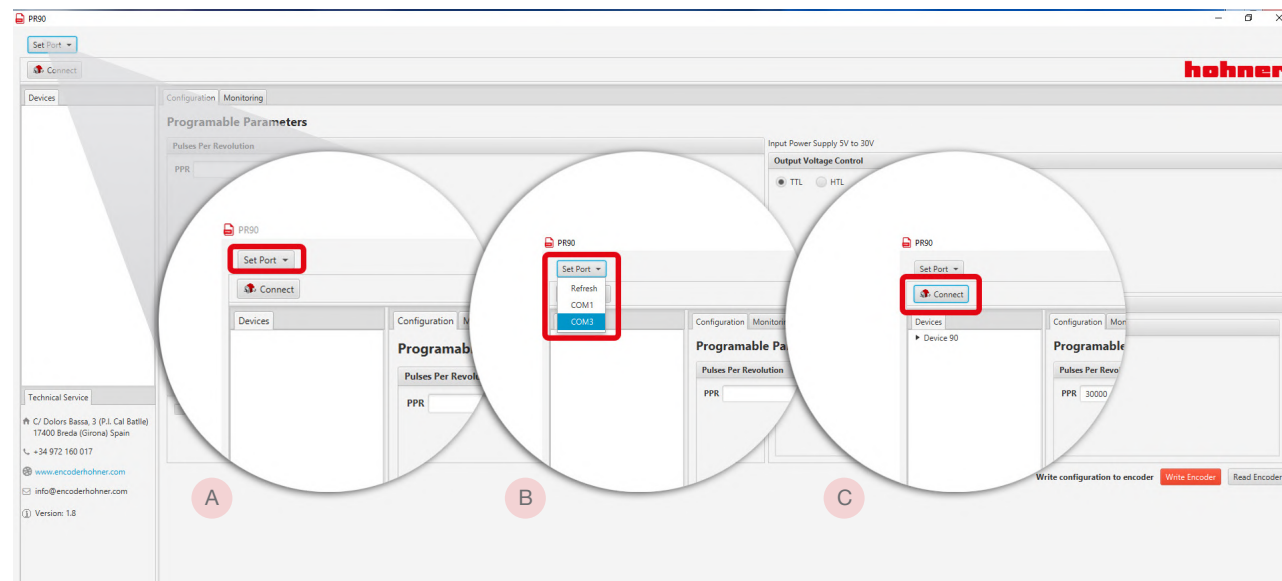 PR90
Set Port
Connect
hohner
Devices
Configuration Monitoring
Programable Parameters
Pulses Per Revolution
PPR
Input Power Supply 5V to 30V
Output Voltage Control
TTL HTL
PR90
Set Port
Connect
Devices
Configuration
Programab
Pulses Per Revol
PPR
PR90
Set Port
Refresh
COM1
COM3
Configuration Monitorin
Programable Pa
Pulses Per Revolution
PPR
PR90
Set Port
Connect
Devices
Device 90
Configuration Mon
Programable
Pulses Per Revo
PPR 30000
Technical Service
C/ Dolors Bassa, 3 (P.I. Cal Batlle)
17400 Breda (Girona) Spain
+34 972 160 017
www.encoderhohner.com
info@encoderhohner.com
Version: 1.8
Write configuration to encoder Write Encoder Read Encoder
A
B
C